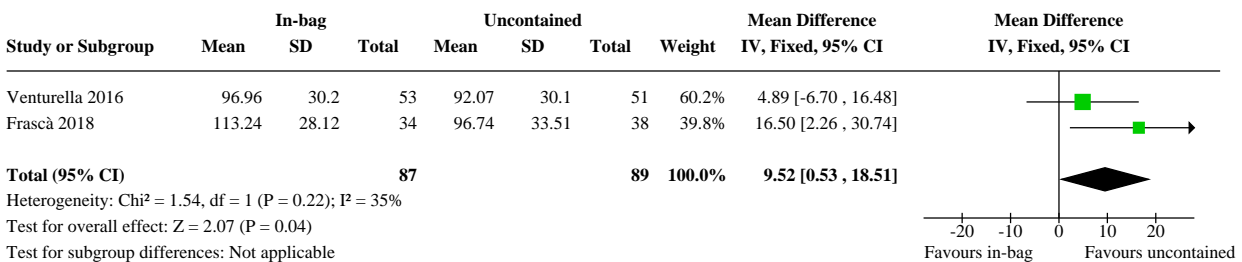 In-bag Uncontained Mean Difference Mean Difference
Study or Subgroup Mean SD Total Mean SD Total Weight IV, Fixed, 95% CI IV, Fixed, 95% CI
Venturella 2016 96.96 30.2 53 92.07 30.1 51 60.2% 4.89 [-6.70 , 16.48]
Frascà 2018 113.24 28.12 34 96.74 33.51 38 39.8% 16.50 [2.26 , 30.74]
Total (95% CI) 87 89 100.0% 9.52 [0.53 , 18.51]
Heterogeneity: Chi² = 1.54, df = 1 (P = 0.22); I² = 35%
Test for overall effect: Z = 2.07 (P = 0.04)
-20 -10 0 10 20
Test for subgroup differences: Not applicable
Favours in-bag Favours uncontained